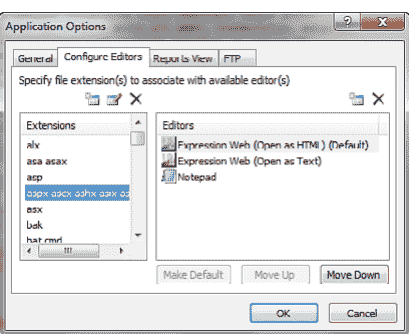 Application Options
General Configure Editors Reports View FTP
Specify file extension(s) to associate with available editor(s)
Extensions
Editors
alx
asa asax
asp
aspx ascx ashx asix as
asx
bak
bat cmd
Expression Web (Open as HTML) (Default)
Expression Web (Open as Text)
Notepad
Make Default Move Up Move Down
OK Cancel